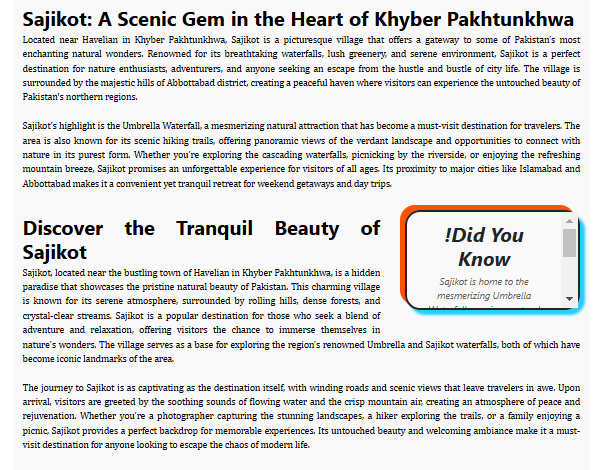 Sajikot: A Scenic Gem in the Heart of Khyber Pakhtunkhwa
Located near Havelian in Khyber Pakhtunkhwa, Sajikot is a picturesque village that offers a gateway to some of Pakistan's most
enchanting natural wonders. Renowned for its breathtaking waterfalls, lush greenery, and serene environment, Sajikot is a perfect
destination for nature enthusiasts, adventurers, and anyone seeking an escape from the hustle and bustle of city life. The village is
surrounded by the majestic hills of Abbottabad district, creating a peaceful haven where visitors can experience the untouched beauty of
Pakistan's northern regions.
Sajikot's highlight is the Umbrella Waterfall, a mesmerizing natural attraction that has become a must-visit destination for travelers. The
area is also known for its scenic hiking trails, offering panoramic views of the verdant landscape and opportunities to connect with
nature in its purest form. Whether you're exploring the cascading waterfalls, picnicking by the riverside, or enjoying the refreshing
mountain breeze, Sajikot promises an unforgettable experience for visitors of all ages. Its proximity to major cities like Islamabad and
Abbottabad makes it a convenient yet tranquil retreat for weekend getaways and day trips.
Discover the Tranquil Beauty of
Sajikot
Sajikot, located near the bustling town of Havelian in Khyber Pakhtunkhwa, is a hidden
paradise that showcases the pristine natural beauty of Pakistan. This charming village
is known for its serene atmosphere, surrounded by rolling hills, dense forests, and
crystal-clear streams. Sajikot is a popular destination for those who seek a blend of
adventure and relaxation, offering visitors the chance to immerse themselves in
nature's wonders. The village serves as a base for exploring the region's renowned Umbrella and Sajikot waterfalls, both of which have
become iconic landmarks of the area.
!Did You
Know
Sajikot is home to the
mesmerizing Umbrella
The journey to Sajikot is as captivating as the destination itself, with winding roads and scenic views that leave travelers in awe. Upon
arrival, visitors are greeted by the soothing sounds of flowing water and the crisp mountain air, creating an atmosphere of peace and
rejuvenation. Whether you're a photographer capturing the stunning landscapes, a hiker exploring the trails, or a family enjoying a
picnic, Sajikot provides a perfect backdrop for memorable experiences. Its untouched beauty and welcoming ambiance make it a must-
visit destination for anyone looking to escape the chaos of modern life.